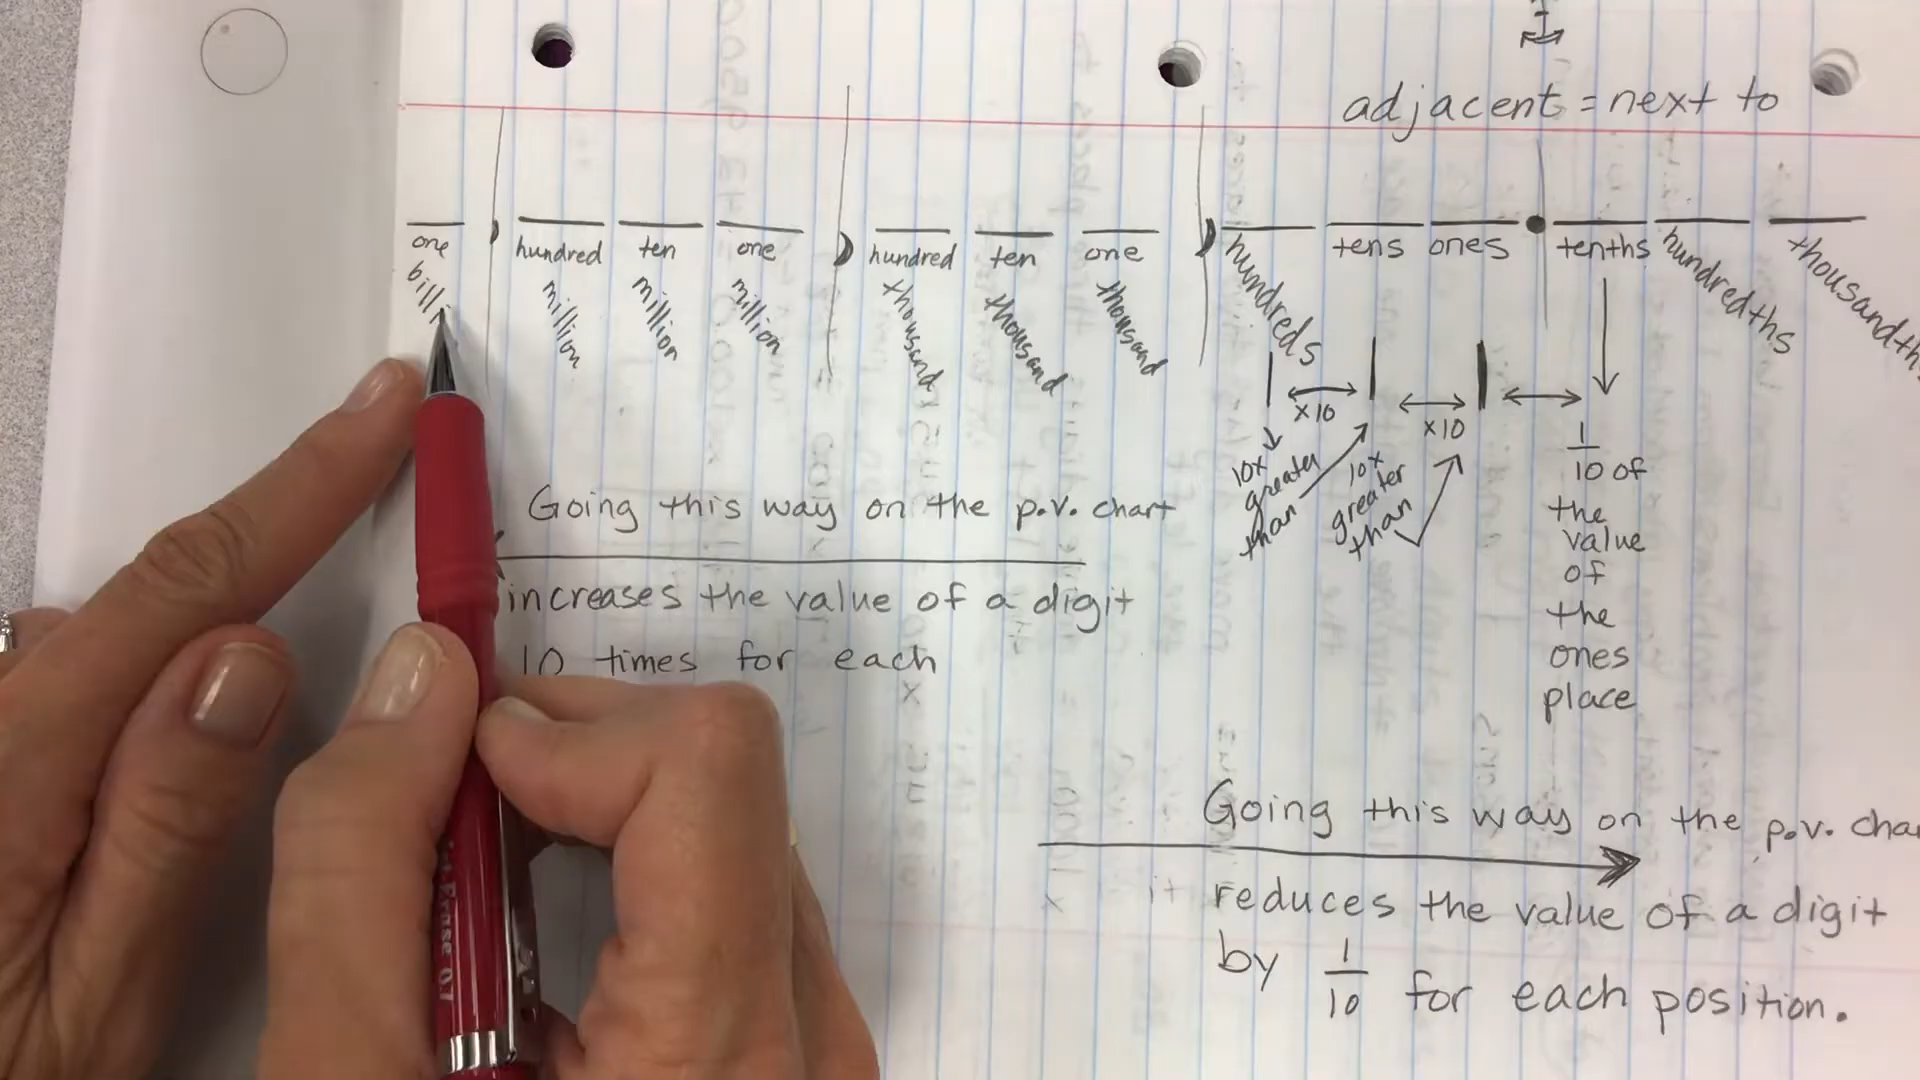 adjacent = next to
one hundred ten one hundred ten one hundreds tens ones . tenths hundredths
billi million million million thousand thousand thousand
x10 x10
10x greater than
10x greater than
1
10 of
the
value
of
the
ones
place
Going this way on the p.v. chart
increases the value of a digit
10 times for each
Going this way on the p.v.
it reduces the value of a digit
by 1/10 for each position.